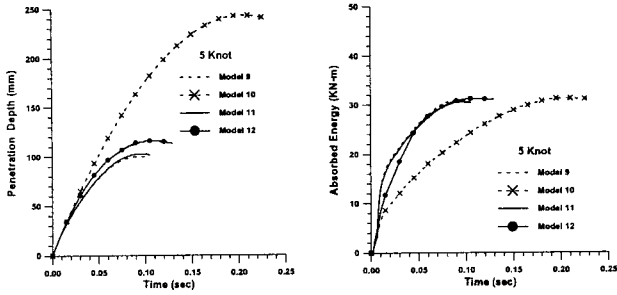 250
200
150
100
50
0
Penetration Depth (mm)
5 Knot
Model 9
Model 10
Model 11
Model 12
0.00 0.05 0.10 0.15 0.20 0.25
Time (sec)
50
40
30
20
10
0
Absorbed Energy (KN-m)
5 Knot
Model 9
Model 10
Model 11
Model 12
0.00 0.05 0.10 0.15 0.20 0.25
Time (sec)